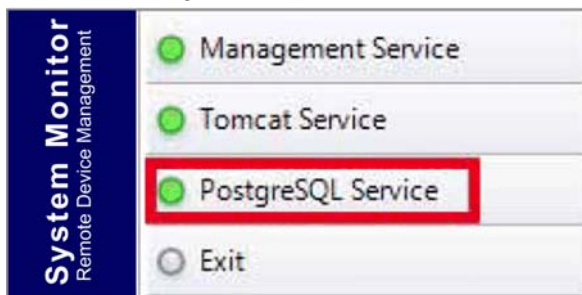 System Monitor
Remote Device Management
Management Service
Tomcat Service
PostgreSQL Service
Exit